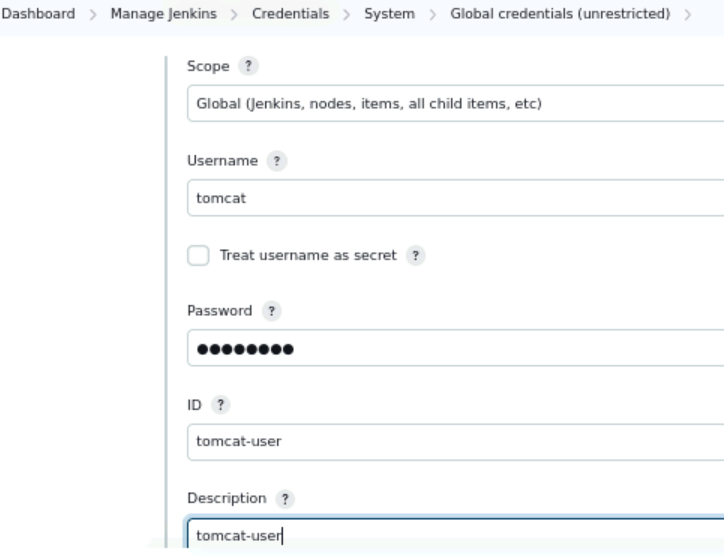 Dashboard > Manage Jenkins > Credentials > System > Global credentials (unrestricted) >
Scope ?
Global (Jenkins, nodes, items, all child items, etc)
Username ?
tomcat
Treat username as secret ?
Password ?
●●●●●●●●
ID ?
tomcat-user
Description ?
tomcat-user